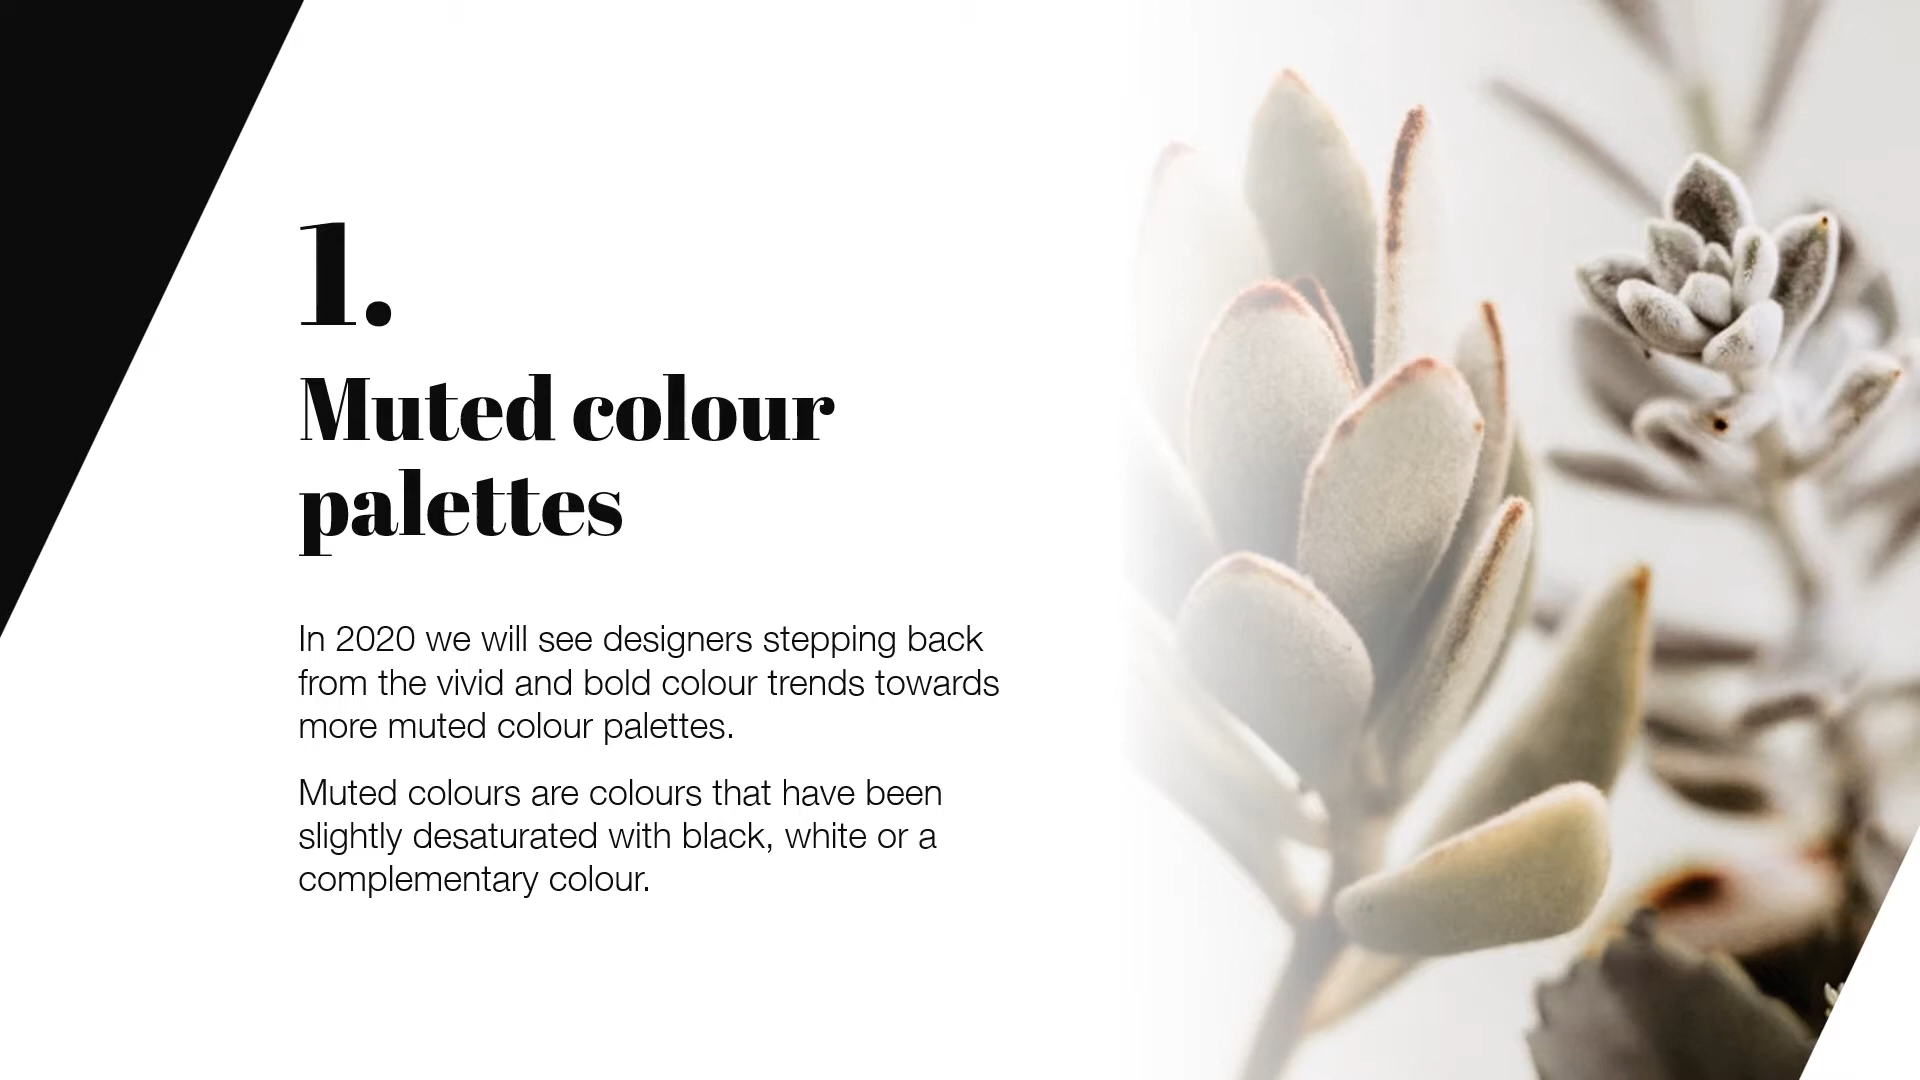 1.
Muted colour
palettes
In 2020 we will see designers stepping back
from the vivid and bold colour trends towards
more muted colour palettes.
Muted colours are colours that have been
slightly desaturated with black, white or a
complementary colour.